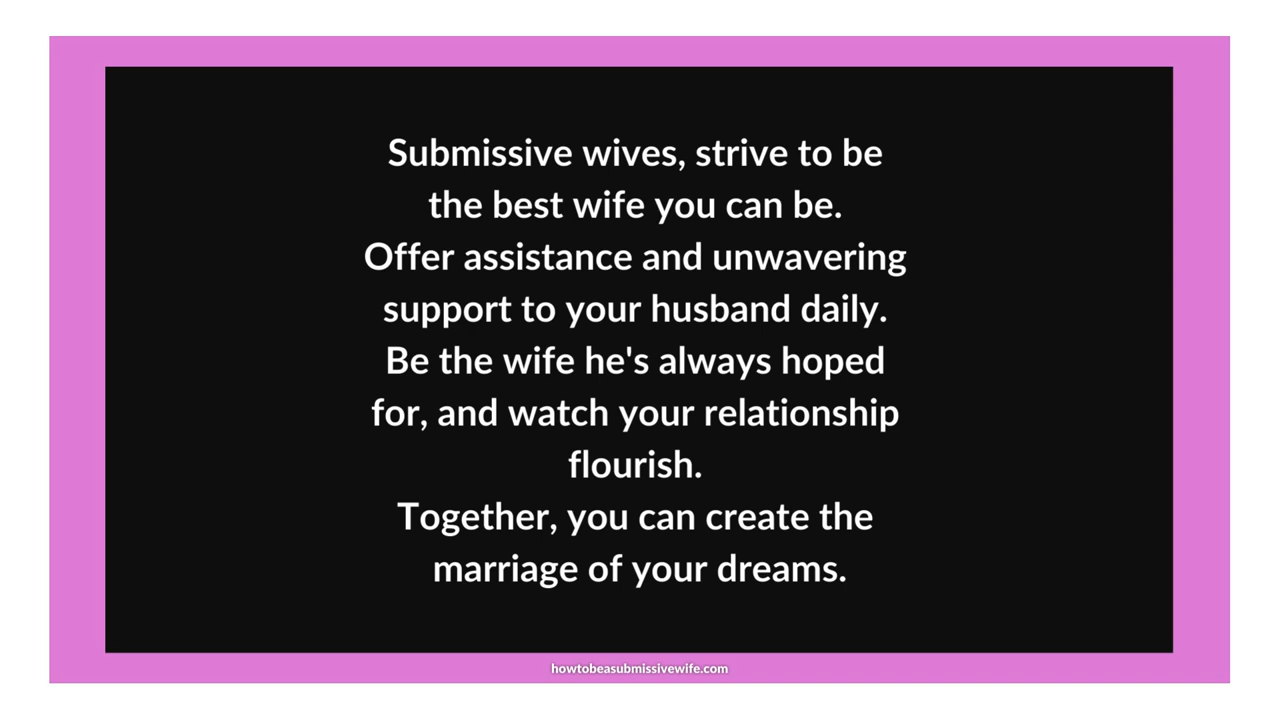 Submissive wives, strive to be
the best wife you can be.
Offer assistance and unwavering
support to your husband daily.
Be the wife he's always hoped
for, and watch your relationship
flourish.
Together, you can create the
marriage of your dreams.
howtobeasubmissivewife.com